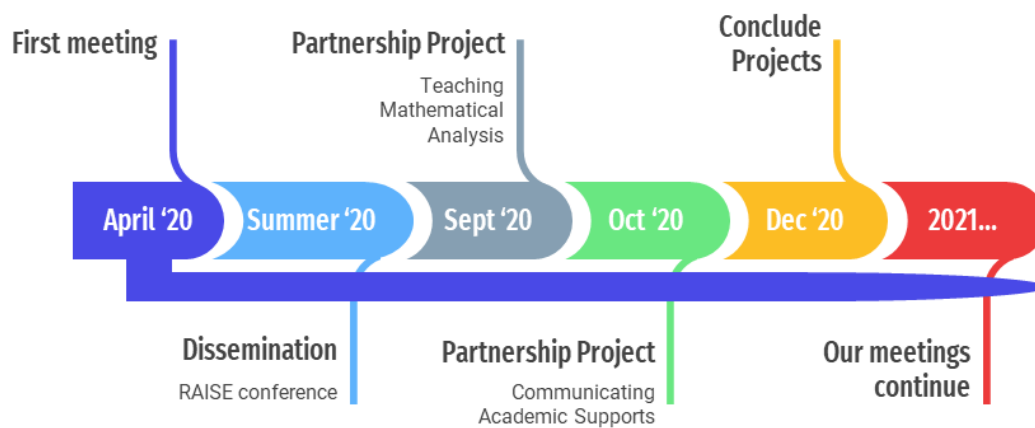 First meeting
Partnership Project
Teaching
Mathematical
Analysis
Conclude
Projects
April ‘20
Summer ‘20
Sept ‘20
Oct ‘20
Dec ‘20
2021...
Dissemination
RAISE conference
Partnership Project
Communicating
Academic Supports
Our meetings
continue